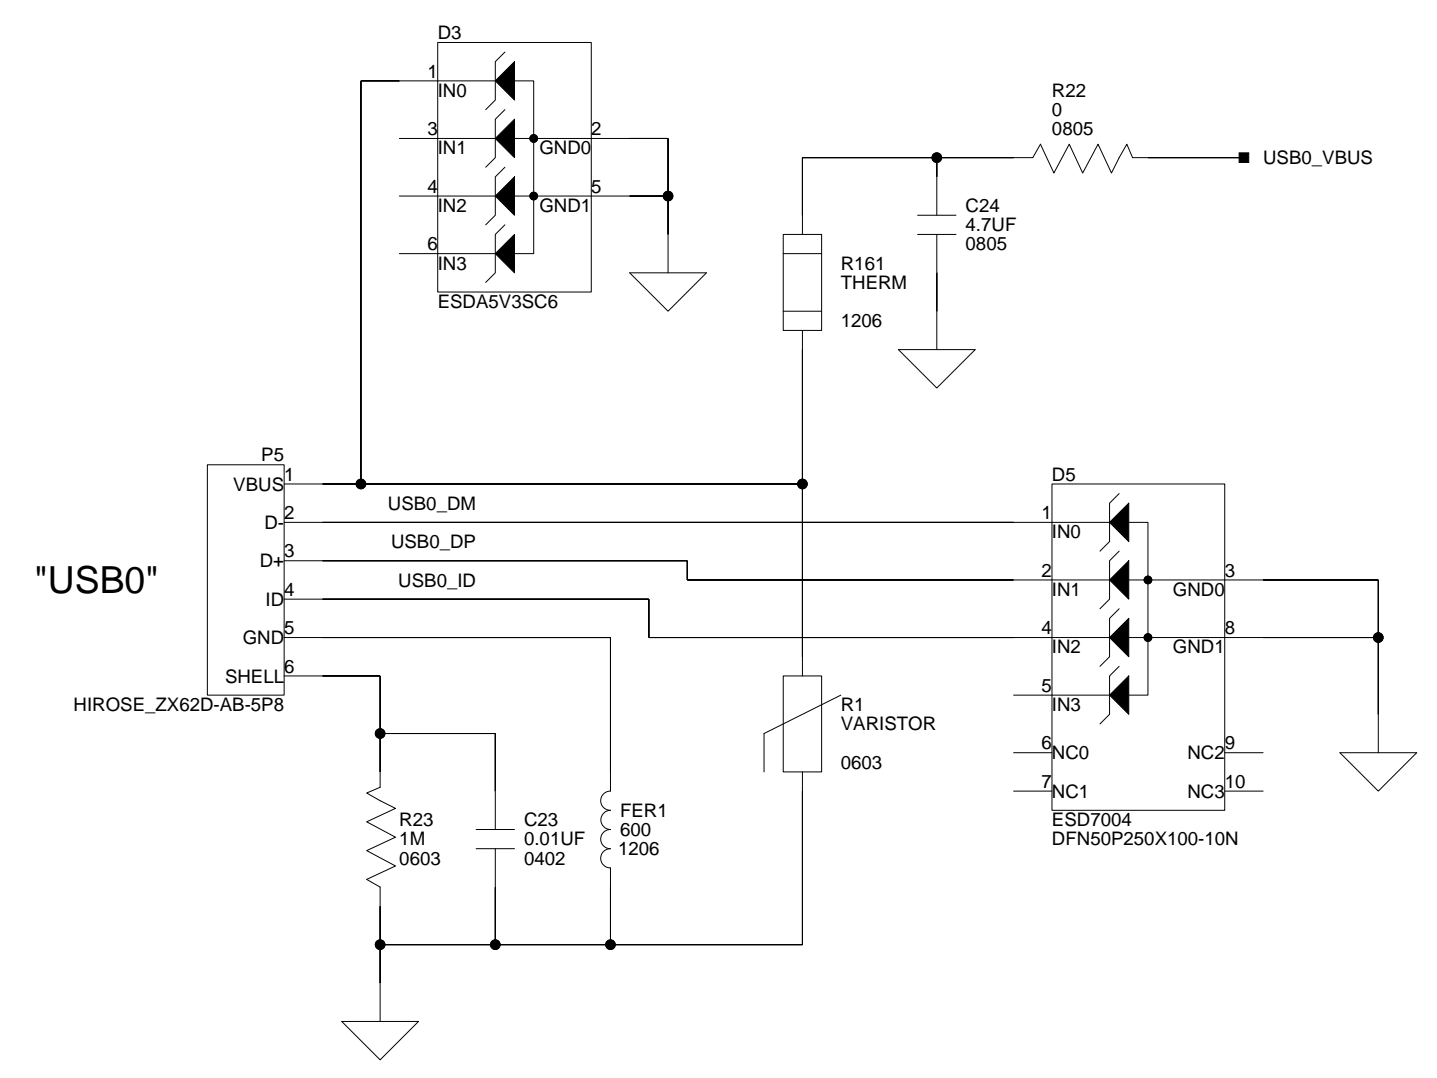 D3
1
IN0
3
IN1
4
IN2
6
IN3
2
GND0
5
GND1
ESDA5V3SC6
R22
0
0805
USB0_VBUS
C24
4.7UF
0805
R161
THERM
1206
P5
VBUS
1
D-
2
D+
3
ID
4
GND
5
SHELL
6
HIROSE_ZX62D-AB-5P8
"USB0"
USB0_DM
USB0_DP
USB0_ID
D5
1
IN0
2
IN1
4
IN2
5
IN3
6
NC0
7
NC1
3
GND0
8
GND1
9
NC2
10
NC3
ESD7004
DFN50P250X100-10N
R1
VARISTOR
0603
R23
1M
0603
C23
0.01UF
0402
FER1
600
1206